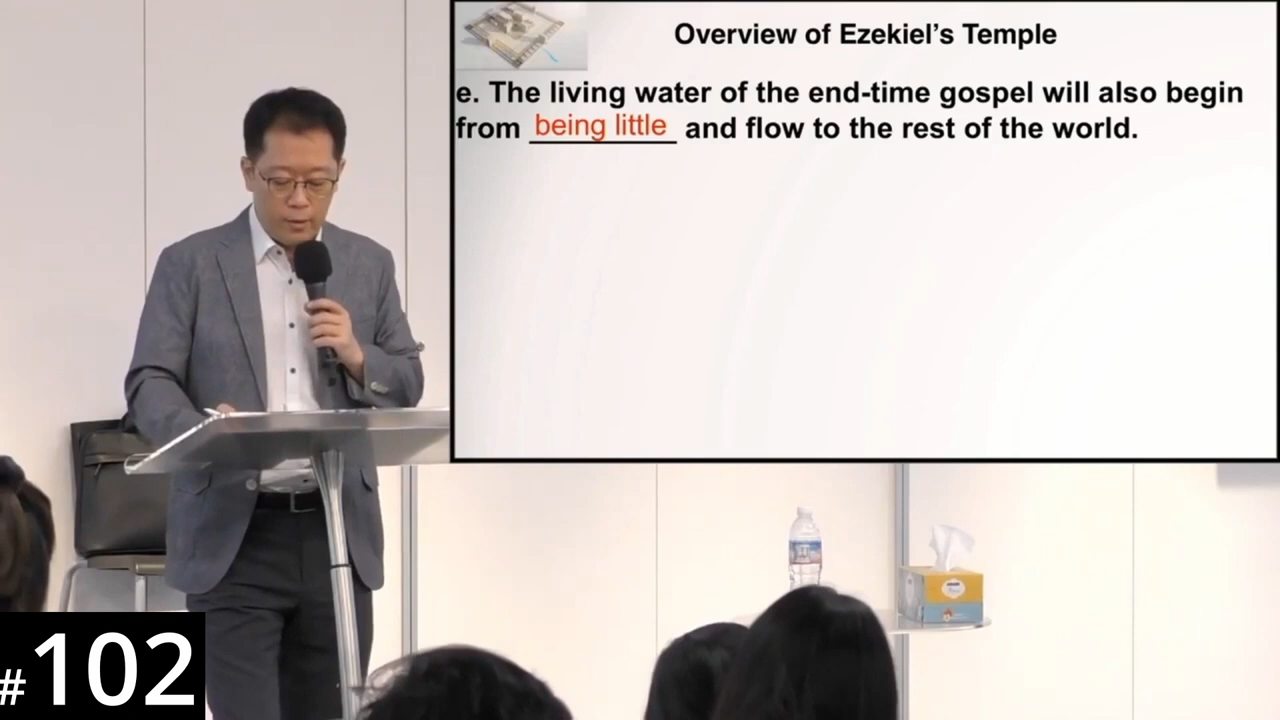 Overview of Ezekiel's Temple
e. The living water of the end-time gospel will also begin
from being little and flow to the rest of the world.
#102